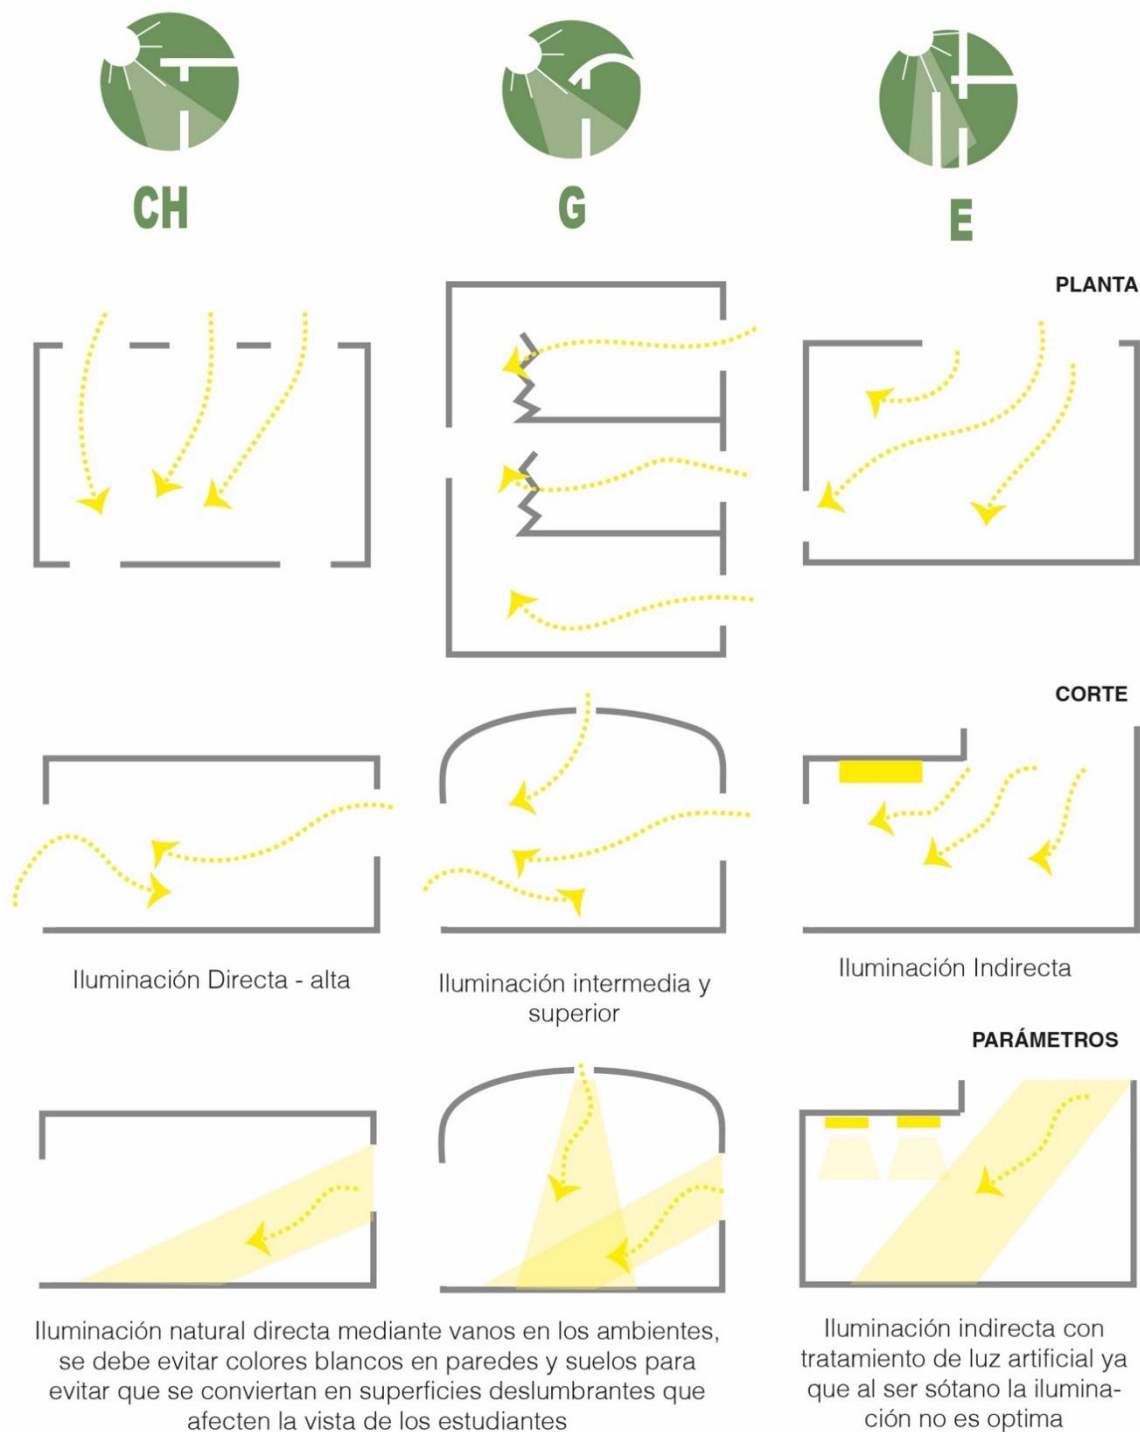 CH
G
E
PLANTA
CORTE
Iluminación Directa - alta
Iluminación intermedia y
superior
Iluminación Indirecta
PARÁMETROS
Iluminación natural directa mediante vanos en los ambientes,
se debe evitar colores blancos en paredes y suelos para
evitar que se conviertan en superficies deslumbrantes que
afecten la vista de los estudiantes
Iluminación indirecta con
tratamiento de luz artificial ya
que al ser sótano la ilumina-
ción no es optima